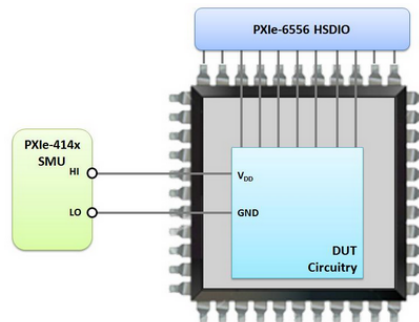 PXIe-6556 HSDIO
PXIe-414x
SMU
HI
LO
VDD
GND
DUT
Circuitry